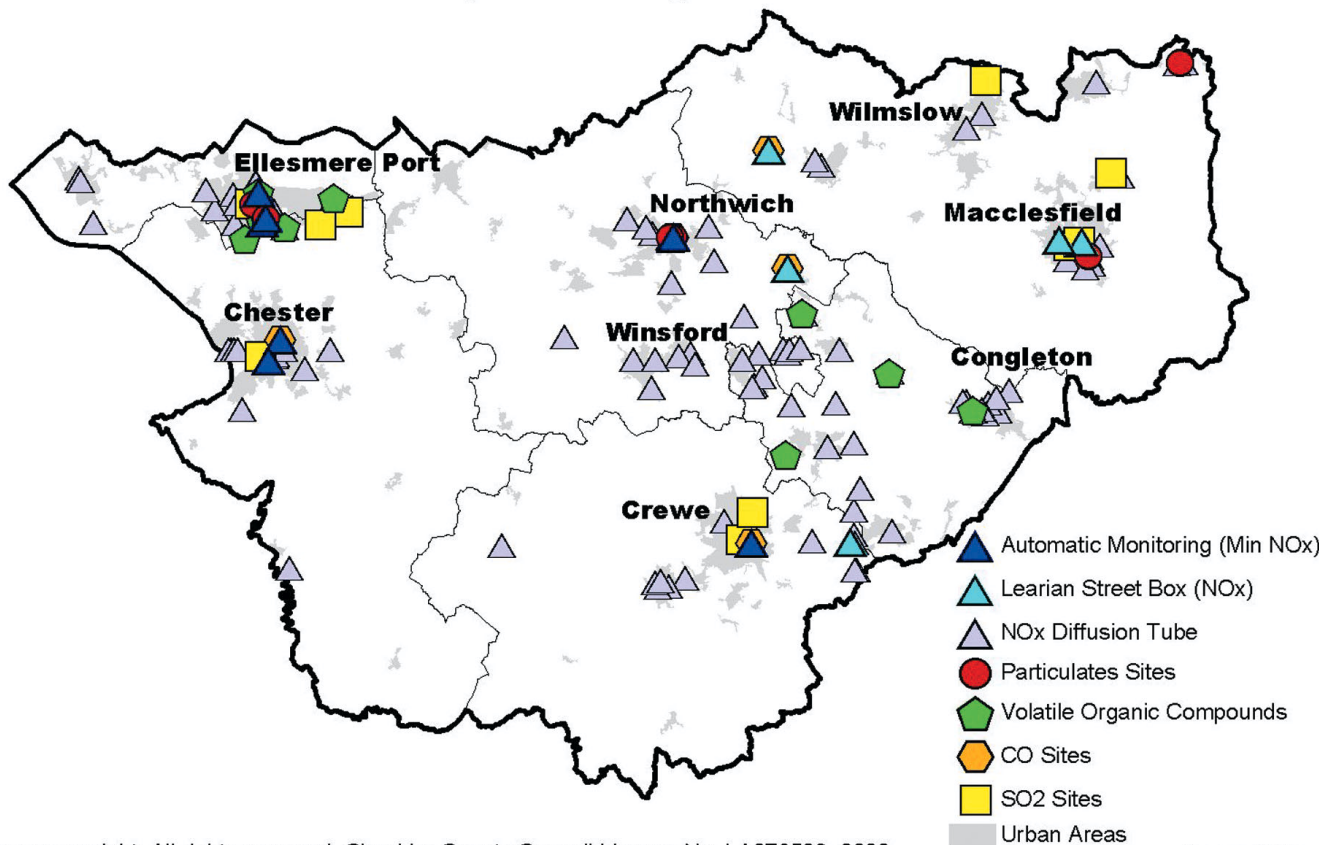 Wilmslow
Ellesmere Port
Northwich
Macclesfield
Chester
Winsford
Congleton
Crewe
Automatic Monitoring (Min NOx)
Learian Street Box (NOx)
NOx Diffusion Tube
Particulates Sites
Volatile Organic Compounds
CO Sites
SO2 Sites
Urban Areas